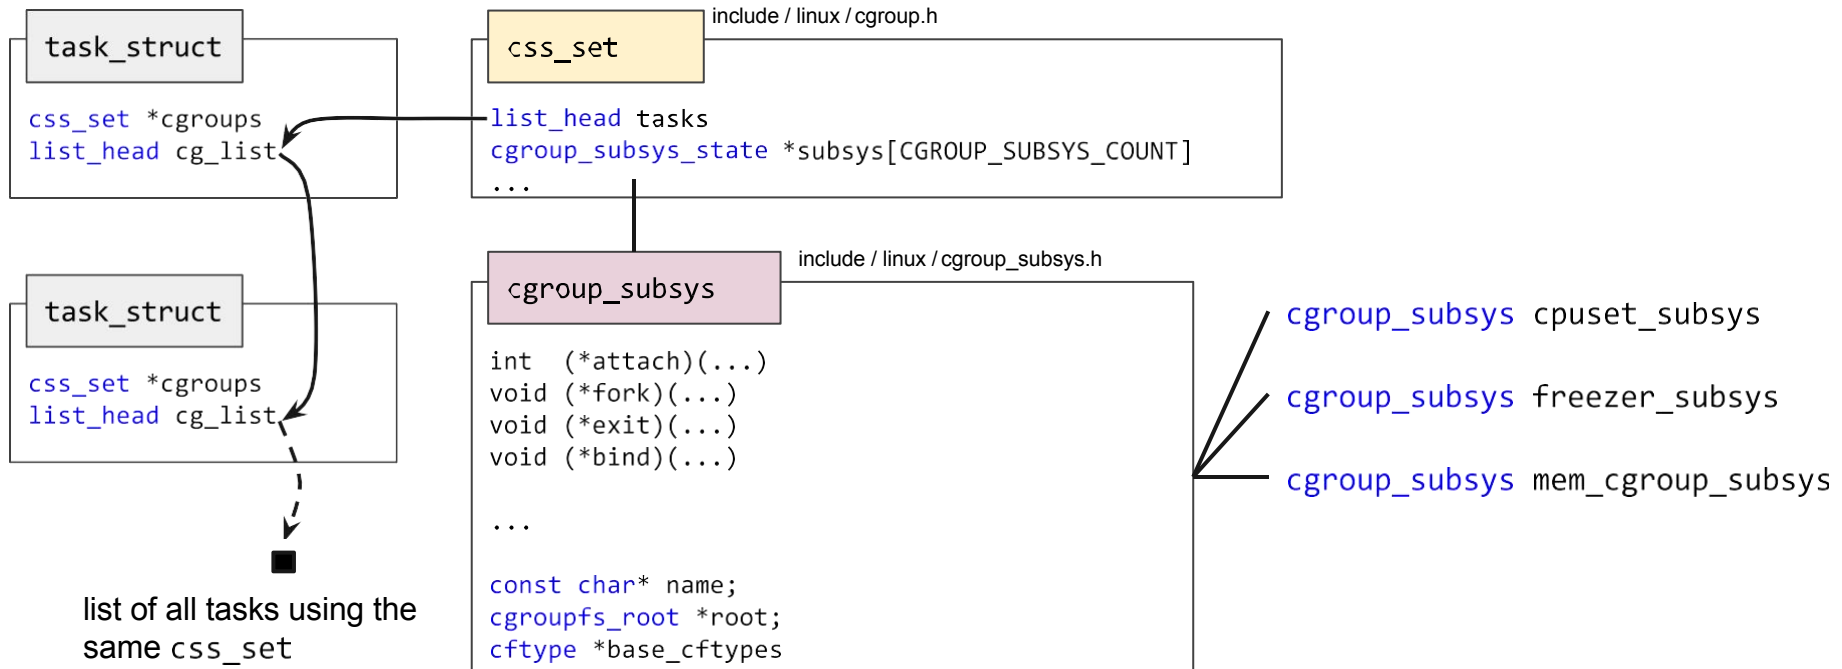 include / linux / cgroup.h
task_struct
css_set *cgroups
list_head cg_list
css_set
list_head tasks
cgroup_subsys_state *subsys[CGROUP_SUBSYS_COUNT]
...
task_struct
css_set *cgroups
list_head cg_list
list of all tasks using the
same css_set
include / linux / cgroup_subsys.h
cgroup_subsys
int  (*attach)(...)
void (*fork)(...)
void (*exit)(...)
void (*bind)(...)
...
const char* name;
cgroupfs_root *root;
cftype *base_cftypes
cgroup_subsys cpuset_subsys
cgroup_subsys freezer_subsys
cgroup_subsys mem_cgroup_subsys